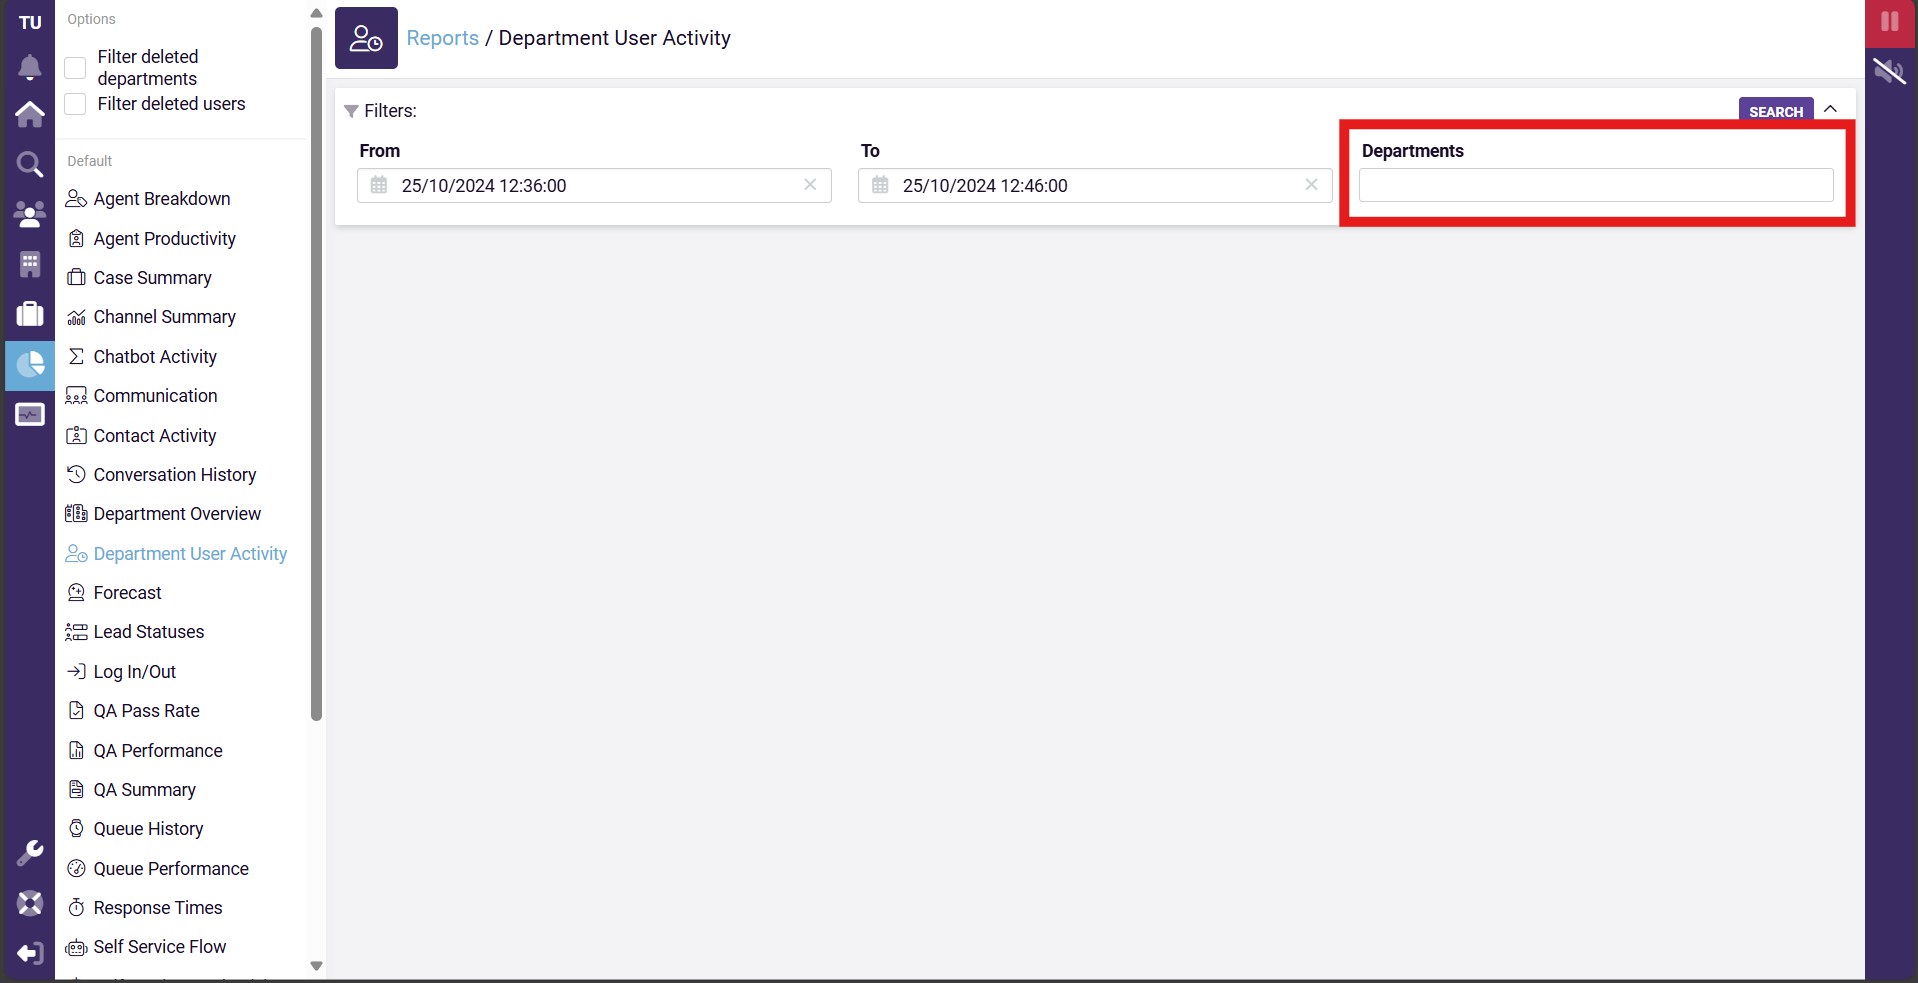 TU
Options
Filter deleted
departments
Filter deleted users
Default
Agent Breakdown
Agent Productivity
Case Summary
Channel Summary
Chatbot Activity
Communication
Contact Activity
Conversation History
Department Overview
Department User Activity
Forecast
Lead Statuses
Log In/Out
QA Pass Rate
QA Performance
QA Summary
Queue History
Queue Performance
Response Times
Self Service Flow
Reports / Department User Activity
Filters:
SEARCH
From
To
Departments
25/10/2024 12:36:00
25/10/2024 12:46:00